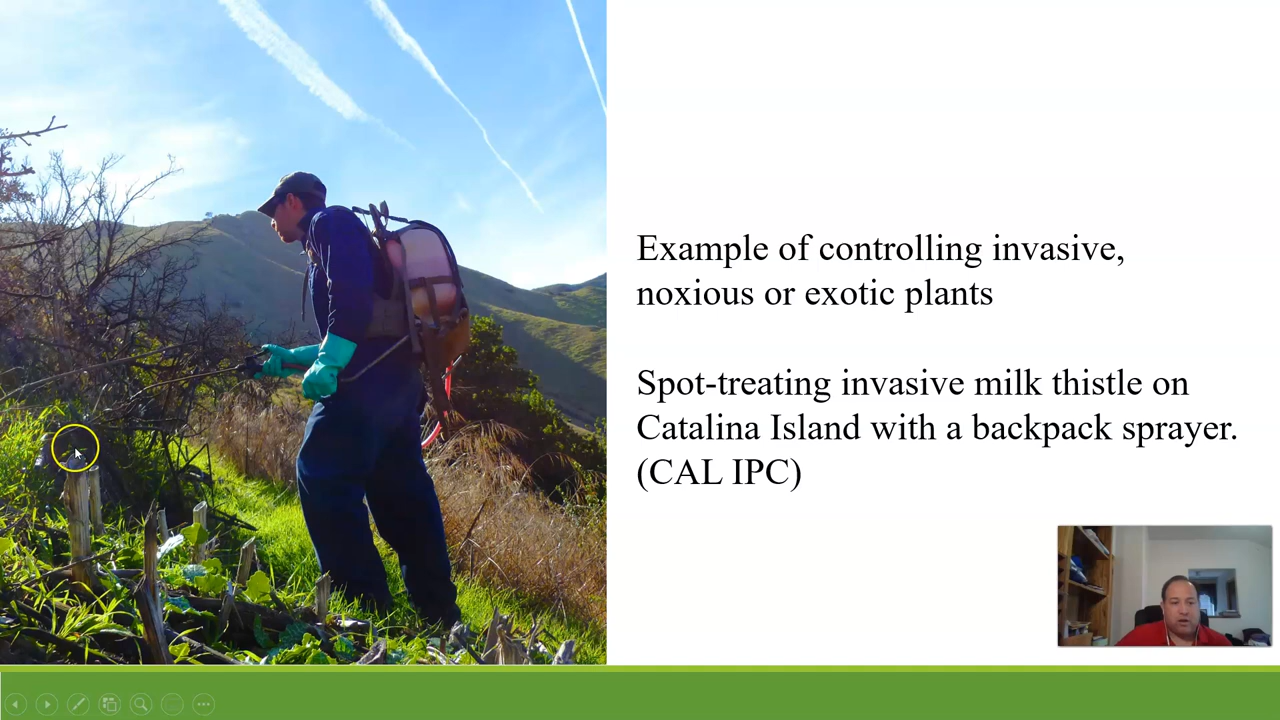 Example of controlling invasive,
noxious or exotic plants
Spot-treating invasive milk thistle on
Catalina Island with a backpack sprayer.
(CAL IPC)